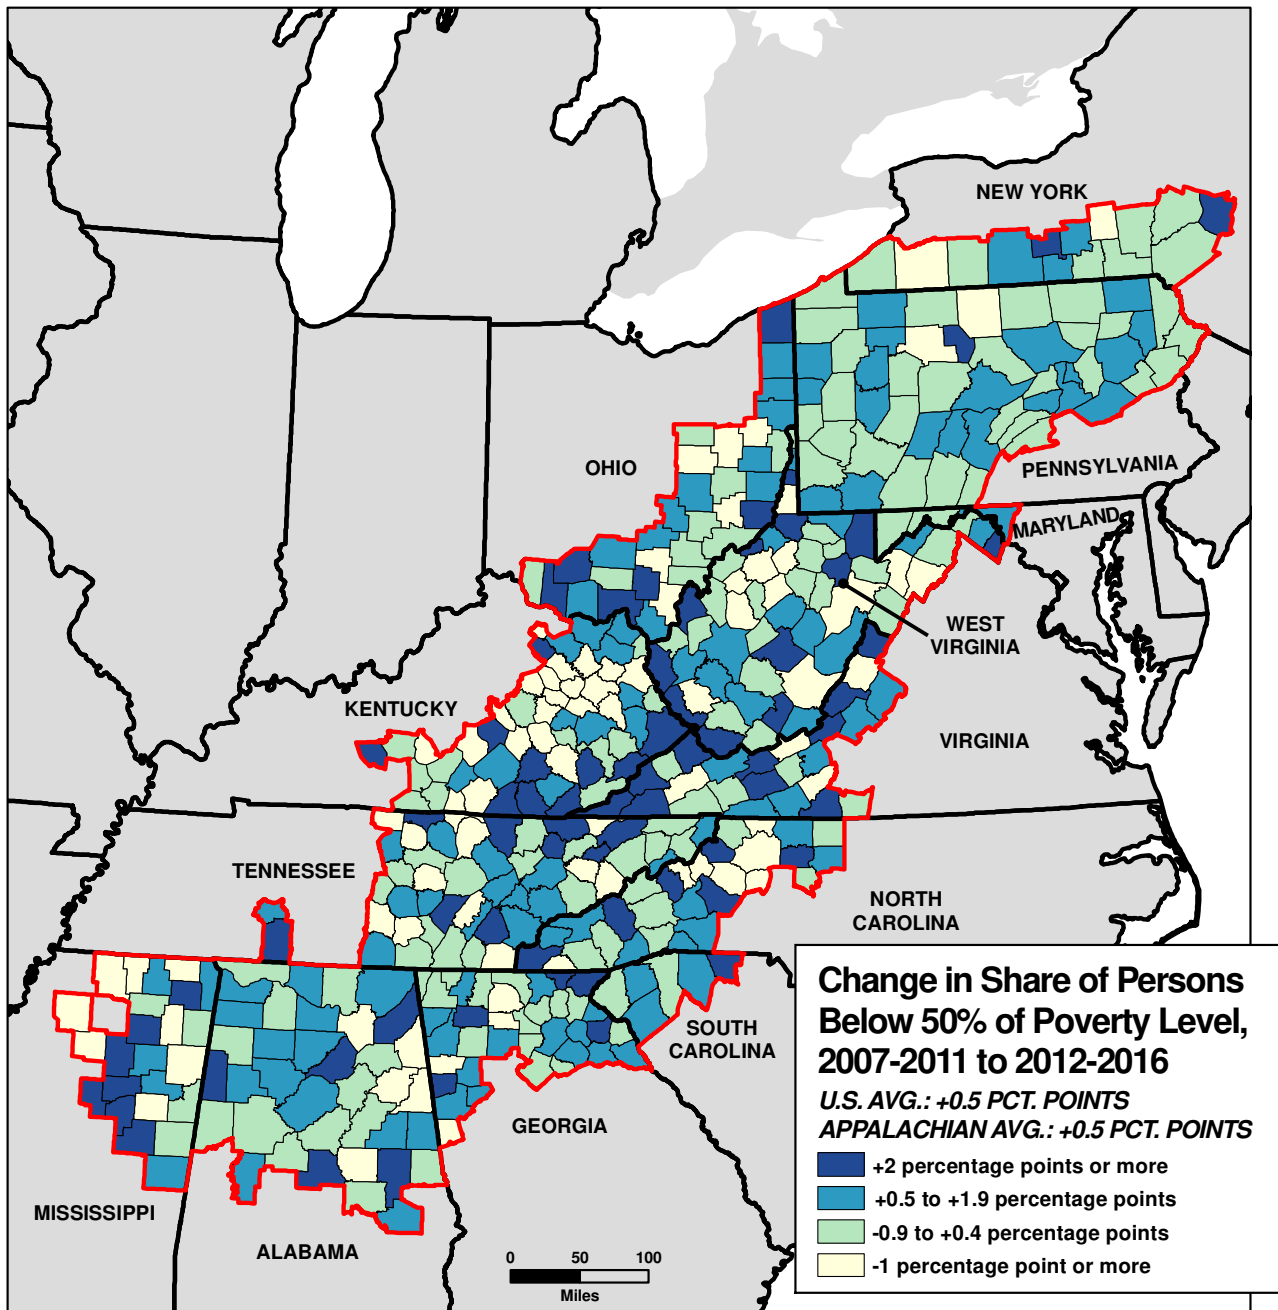 NEW YORK
OHIO
PENNSYLVANIA
MARYLAND
WEST
VIRGINIA
KENTUCKY
VIRGINIA
TENNESSEE
NORTH
CAROLINA
SOUTH
CAROLINA
GEORGIA
MISSISSIPPI
ALABAMA
0 50 100
Miles
Change in Share of Persons
Below 50% of Poverty Level,
2007-2011 to 2012-2016
U.S. AVG.: +0.5 PCT. POINTS
APPALACHIAN AVG.: +0.5 PCT. POINTS
+2 percentage points or more
+0.5 to +1.9 percentage points
-0.9 to +0.4 percentage points
-1 percentage point or more